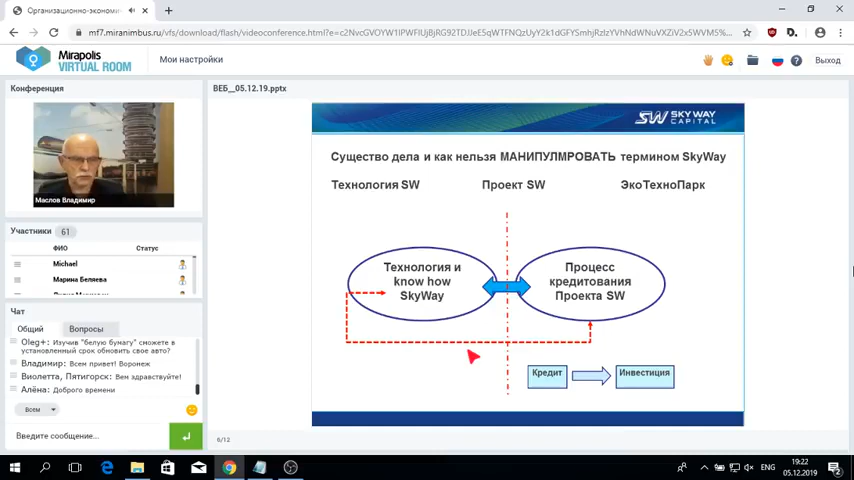 Организационно-экономи
mf7.miranimbus.ru/vfs/download/flash/videoconference.html?e=c2NvcGVOYW1lPWFlUjBjRG92TDJJeE5qWTFNQzUyY2k1dGFYSmhjRzlzYVhNdWNuVXZiV2x5WVM5%...
Mirapolis
VIRTUAL ROOM
Мои настройки
Выход
Конференция
ВЕБ__05.12.19.pptx
Маслов Владимир
SKY WAY
CAPITAL
Существо дела и как нельзя МАНИПУЛМРОВАТЬ термином SkyWay
Технология SW
Проект SW
ЭкоТехноПарк
Технология и
know how
SkyWay
Процесс
кредитования
Проекта SW
Кредит
Инвестиция
Участники 61
ФИО
Статус
Michael
Марина Беляева
Чат
Общий
Вопросы
Oleg+: Изучив "белую бумагу" сможете в
установленный срок обновить свое авто?
Владимир: Всем привет! Воронеж
Виолетта, Пятигорск: Вем здравствуйте!
Алёна: Доброго времени
Всем
Введите сообщение...
6/12
ENG
19:22
05.12.2019
2